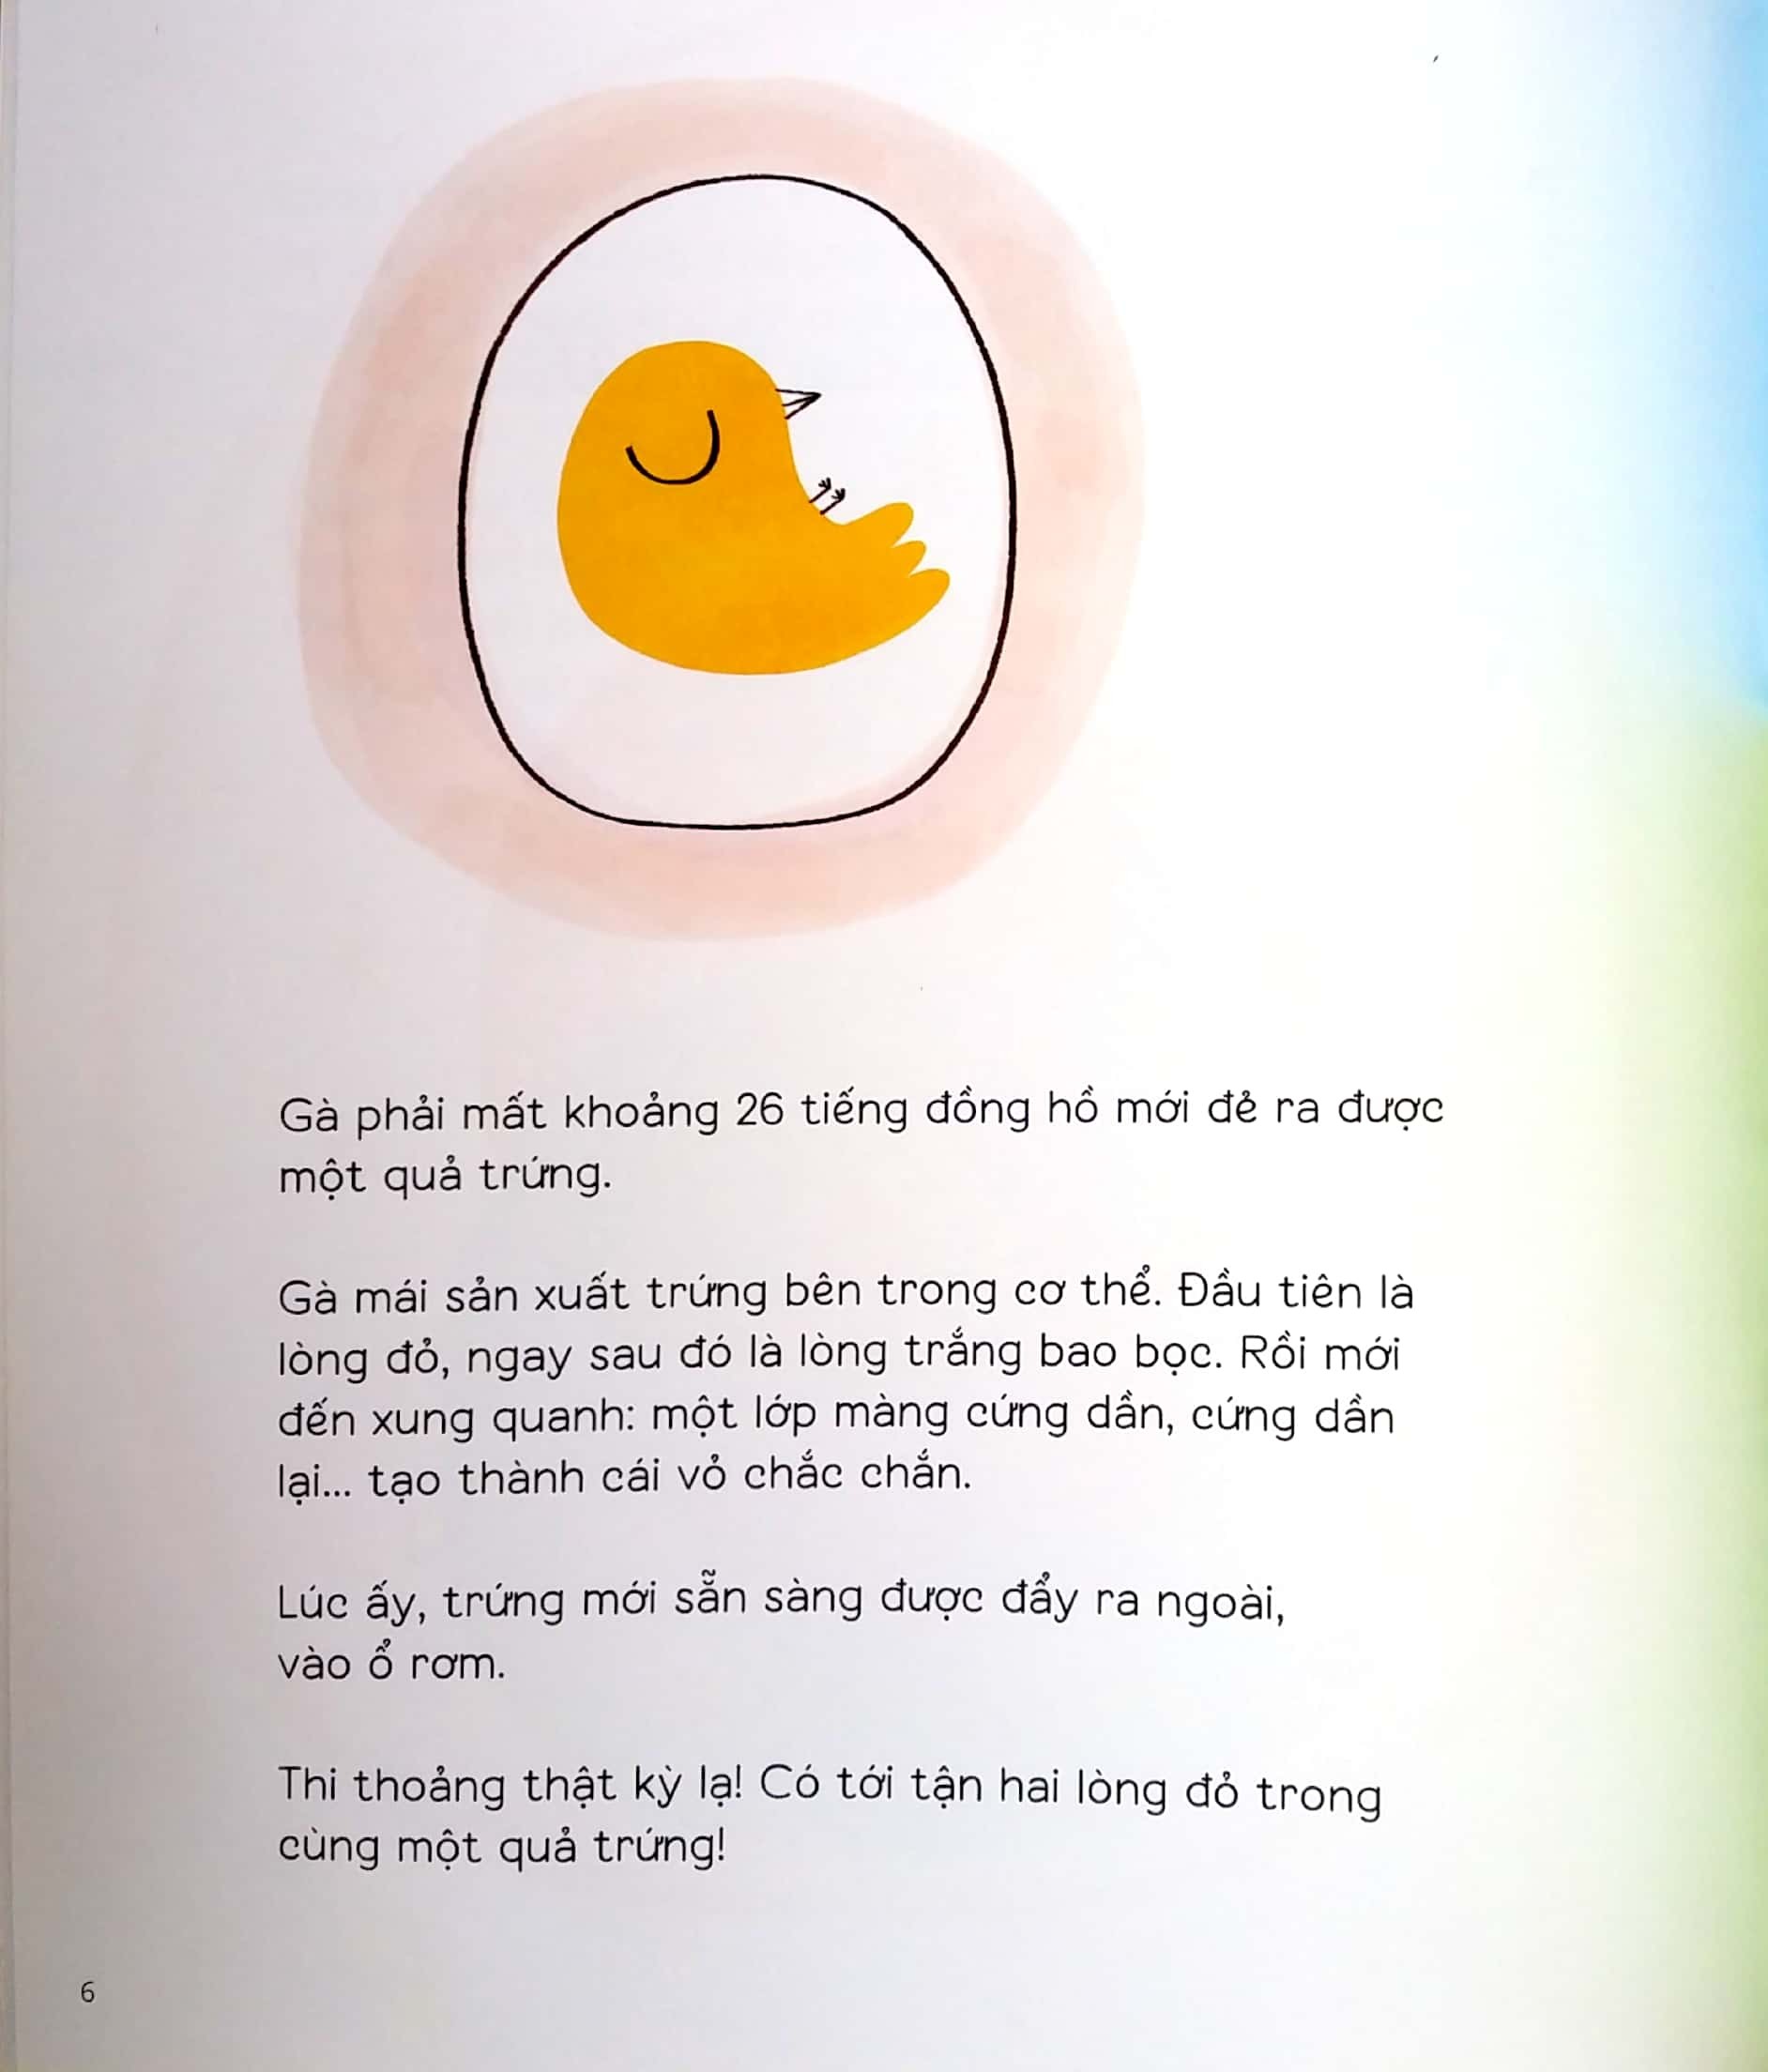 Gà phải mất khoảng 26 tiếng đồng hồ mới đẻ ra được
một quả trứng.
Gà mái sản xuất trứng bên trong cơ thể. Đầu tiên là
lòng đỏ, ngay sau đó là lòng trắng bao bọc. Rồi mới
đến xung quanh: một lớp màng cứng dần, cứng dần
lại... tạo thành cái vỏ chắc chắn.
Lúc ấy, trứng mới sẵn sàng được đẩy ra ngoài,
vào ổ rơm.
Thi thoảng thật kỳ lạ! Có tới tận hai lòng đỏ trong
cùng một quả trứng!
6